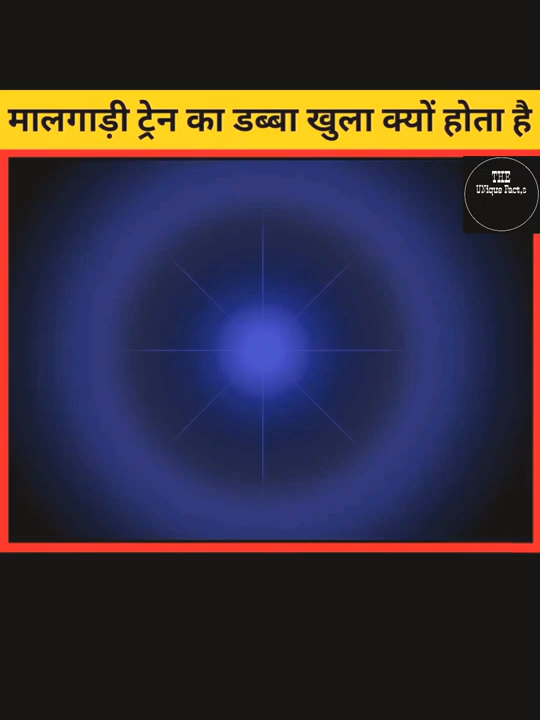 मालगाड़ी ट्रेन का डब्बा खुला क्यों होता है
THE
UNique Fact,s